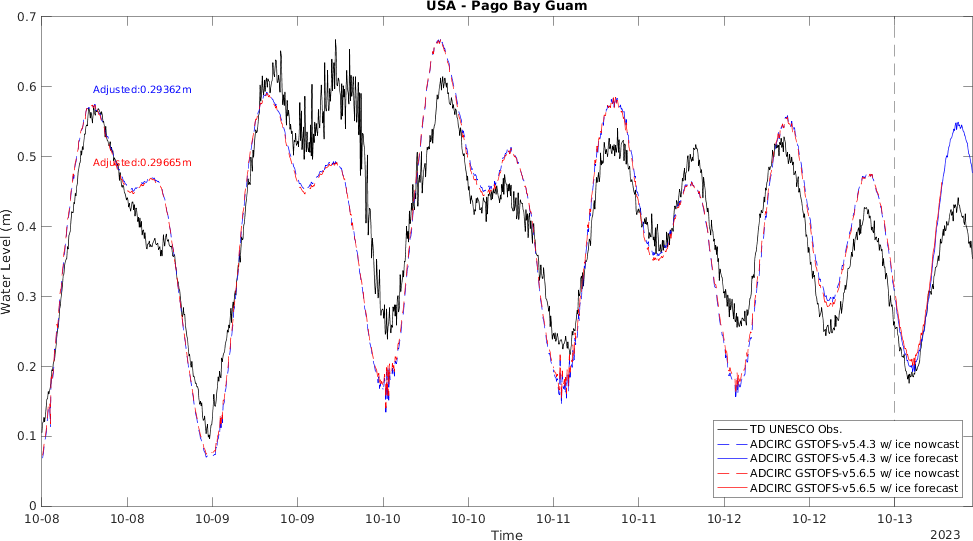 USA - Pago Bay Guam
0.7
0.6
0.5
0.4
0.3
0.2
0.1
0
Water Level (m)
Adjusted:0.29362m
Adjusted:0.29665m
TD UNESCO Obs.
ADCIRC GSTOFS-v5.4.3 w/ ice nowcast
ADCIRC GSTOFS-v5.4.3 w/ ice forecast
ADCIRC GSTOFS-v5.6.5 w/ ice nowcast
ADCIRC GSTOFS-v5.6.5 w/ ice forecast
10-08 10-08 10-09 10-09 10-10 10-10 10-11 10-11 10-12 10-12 10-13
Time
2023